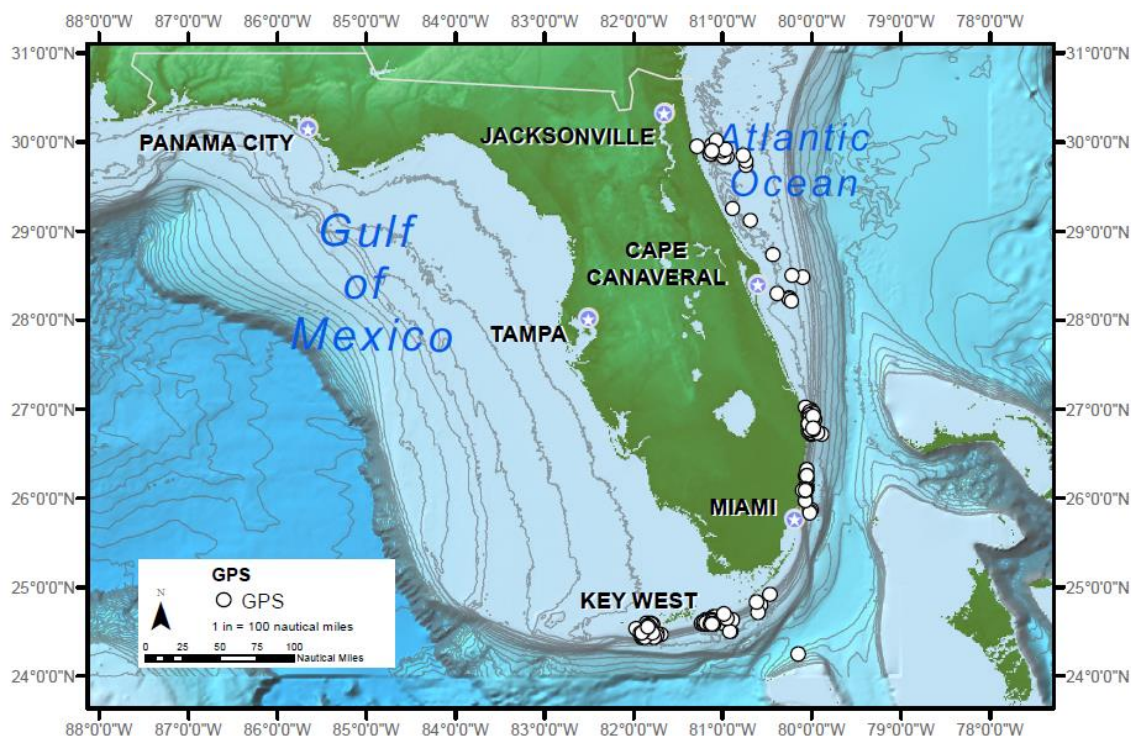 88°0'0"W 87°0'0"W 86°0'0"W 85°0'0"W 84°0'0"W 83°0'0"W 82°0'0"W 81°0'0"W 80°0'0"W 79°0'0"W 78°0'0"W
31°0'0"N 31°0'0"N
30°0'0"N 30°0'0"N
PANAMA CITY
JACKSONVILLE
Atlantic
Ocean
29°0'0"N 29°0'0"N
Gulf
of
Mexico
CAPE
CANAVERAL
28°0'0"N 28°0'0"N
TAMPA
27°0'0"N 27°0'0"N
26°0'0"N 26°0'0"N
MIAMI
25°0'0"N 25°0'0"N
KEY WEST
GPS
N
GPS
1 in = 100 nautical miles
0 25 50 75 100
Nautical Miles
24°0'0"N 24°0'0"N
88°0'0"W 87°0'0"W 86°0'0"W 85°0'0"W 84°0'0"W 83°0'0"W 82°0'0"W 81°0'0"W 80°0'0"W 79°0'0"W 78°0'0"W